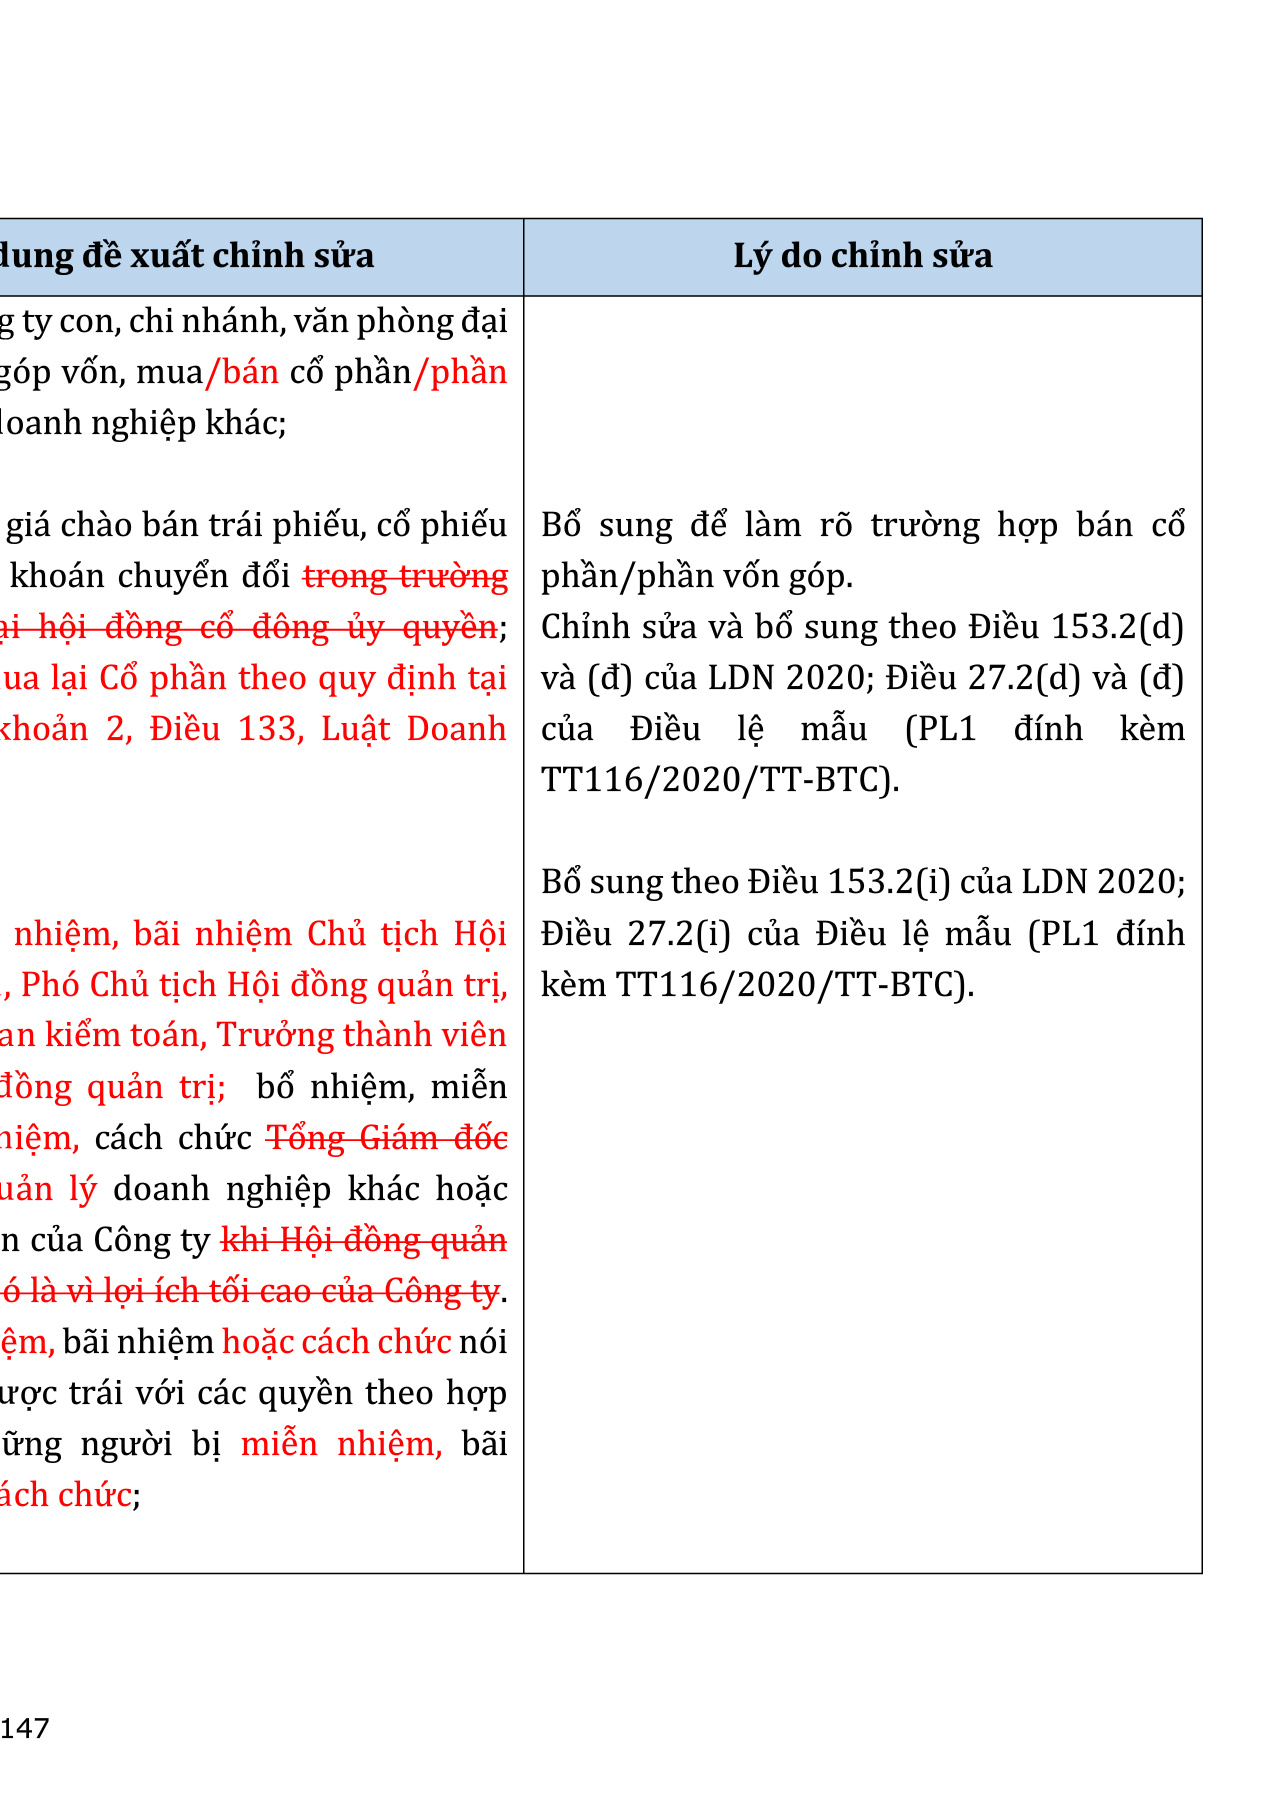 dung đề xuất chỉnh sửa
Lý do chỉnh sửa
g ty con, chi nhánh, văn phòng đại
góp vốn, mua/bán cổ phần/phần
doanh nghiệp khác;
giá chào bán trái phiếu, cổ phiếu
khoán chuyển đổi trong trường
ại hội đồng cổ đông ủy quyền;
ua lại Cổ phần theo quy định tại
khoản 2, Điều 133, Luật Doanh
nhiệm, bãi nhiệm Chủ tịch Hội
, Phó Chủ tịch Hội đồng quản trị,
an kiểm toán, Trưởng thành viên
đồng quản trị; bổ nhiệm, miễn
hiệm, cách chức Tổng Giám đốc
uản lý doanh nghiệp khác hoặc
n của Công ty khi Hội đồng quản
ó là vì lợi ích tối cao của Công ty.
ệm, bãi nhiệm hoặc cách chức nói
ược trái với các quyền theo hợp
ững người bị miễn nhiệm, bãi
ách chức;
Bổ sung để làm rõ trường hợp bán cổ
phần/phần vốn góp.
Chỉnh sửa và bổ sung theo Điều 153.2(d)
và (đ) của LDN 2020; Điều 27.2(d) và (đ)
của Điều lệ mẫu (PL1 đính kèm
TT116/2020/TT-BTC).
Bổ sung theo Điều 153.2(i) của LDN 2020;
Điều 27.2(i) của Điều lệ mẫu (PL1 đính
kèm TT116/2020/TT-BTC).
147